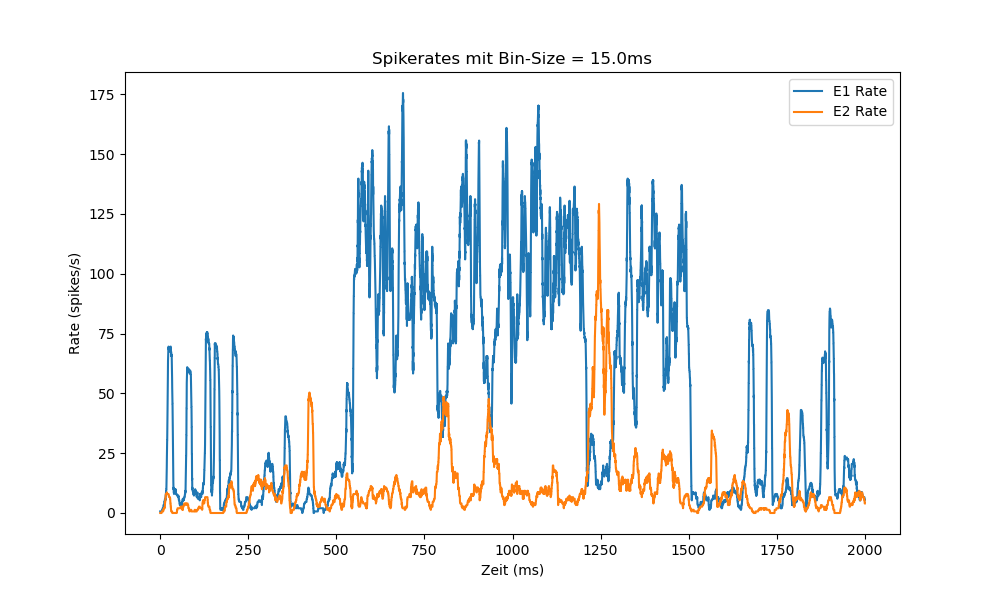 Spikerates mit Bin-Size = 15.0ms
E1 Rate
E2 Rate
175
150
125
100
75
50
25
0
Rate (spikes/s)
0 250 500 750 1000 1250 1500 1750 2000
Zeit (ms)